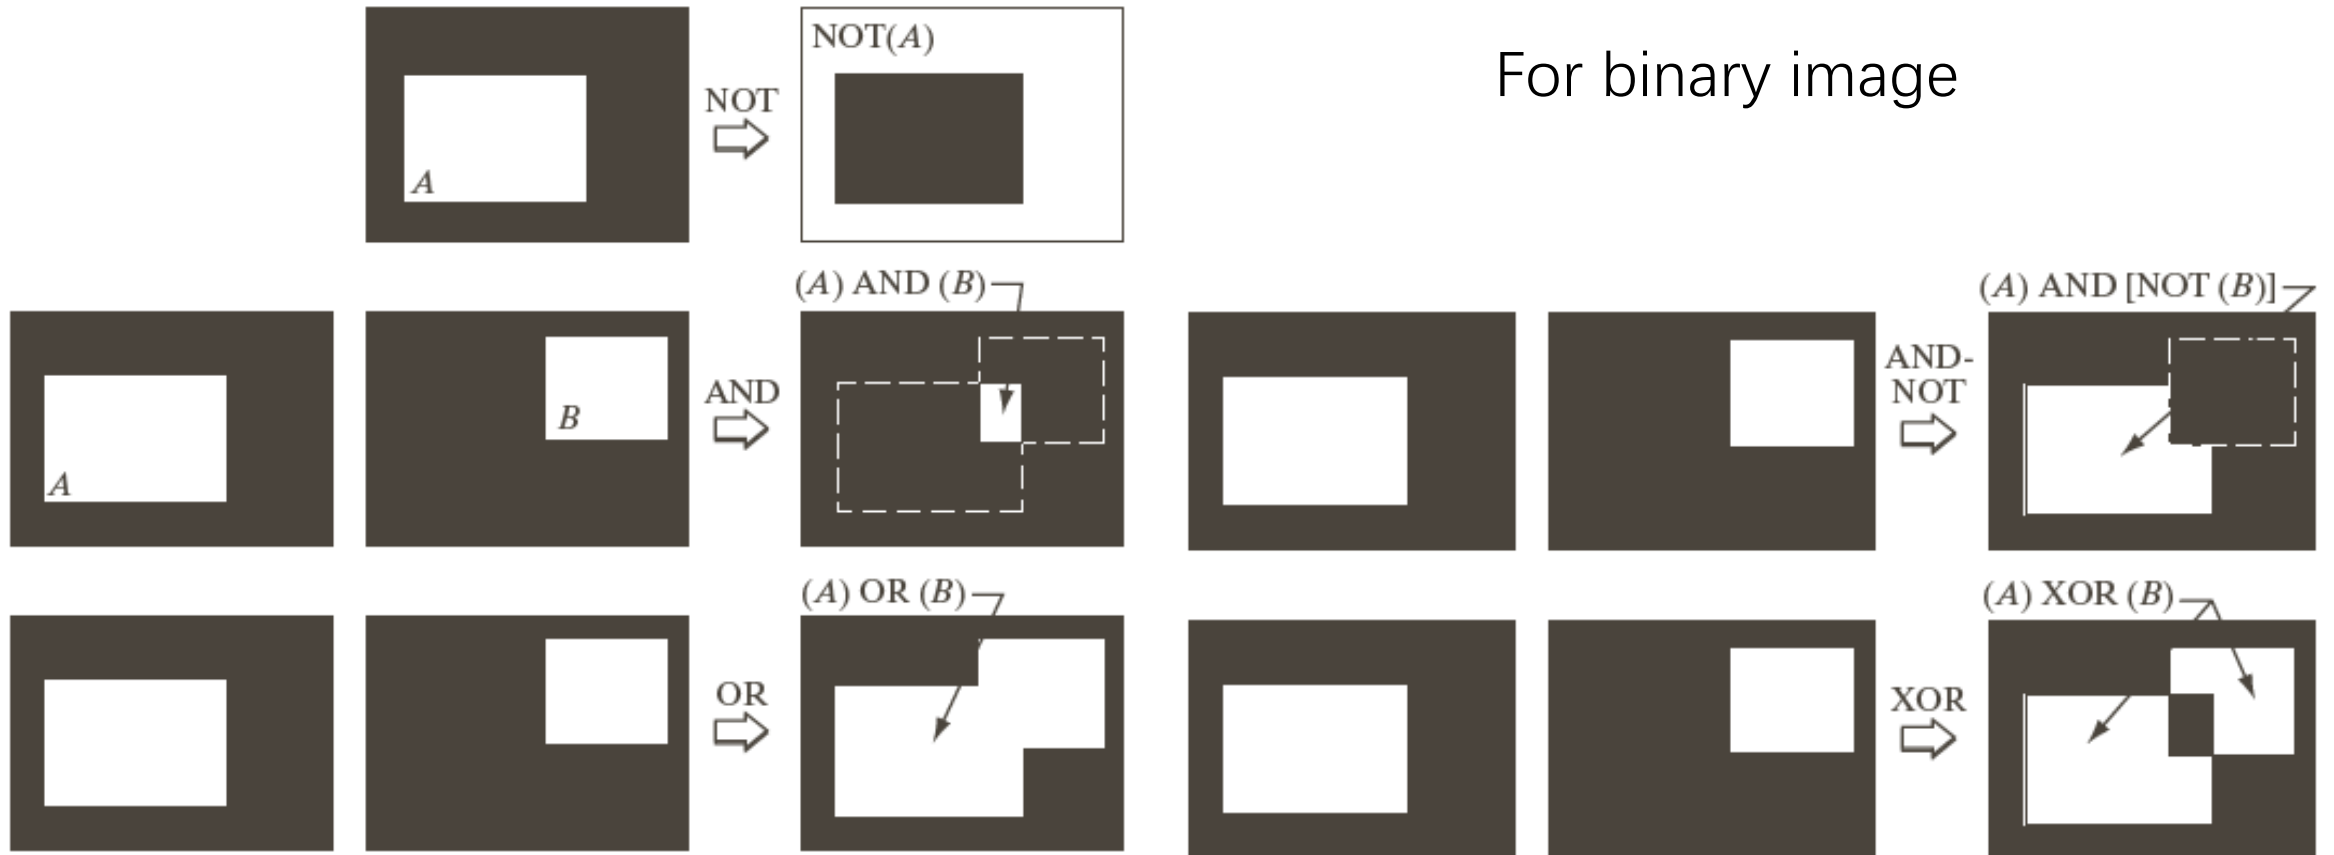 NOT(A)
For binary image
NOT
A
(A) AND (B)
(A) AND [NOT (B)]
A
B
AND
AND-
NOT
(A) OR (B)
(A) XOR (B)
OR
XOR